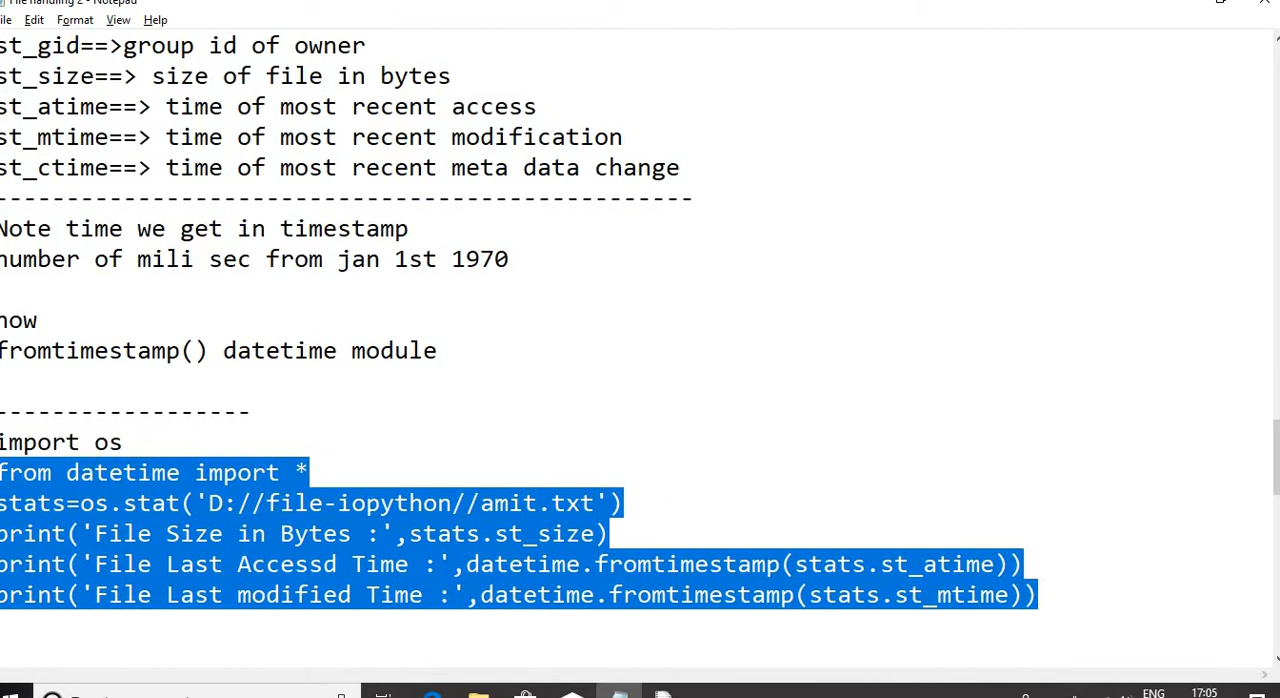 File handling 2 - Notepad
ile Edit Format View Help
st_gid==>group id of owner
st_size==> size of file in bytes
st_atime==> time of most recent access
st_mtime==> time of most recent modification
st_ctime==> time of most recent meta data change
-------------------------------------------------
Note time we get in timestamp
number of mili sec from jan 1st 1970
now
fromtimestamp() datetime module
------------------
import os
from datetime import *
stats=os.stat('D://file-iopython//amit.txt')
print('File Size in Bytes :',stats.st_size)
print('File Last Accessd Time :',datetime.fromtimestamp(stats.st_atime))
print('File Last modified Time :',datetime.fromtimestamp(stats.st_mtime))
ENG 17:05